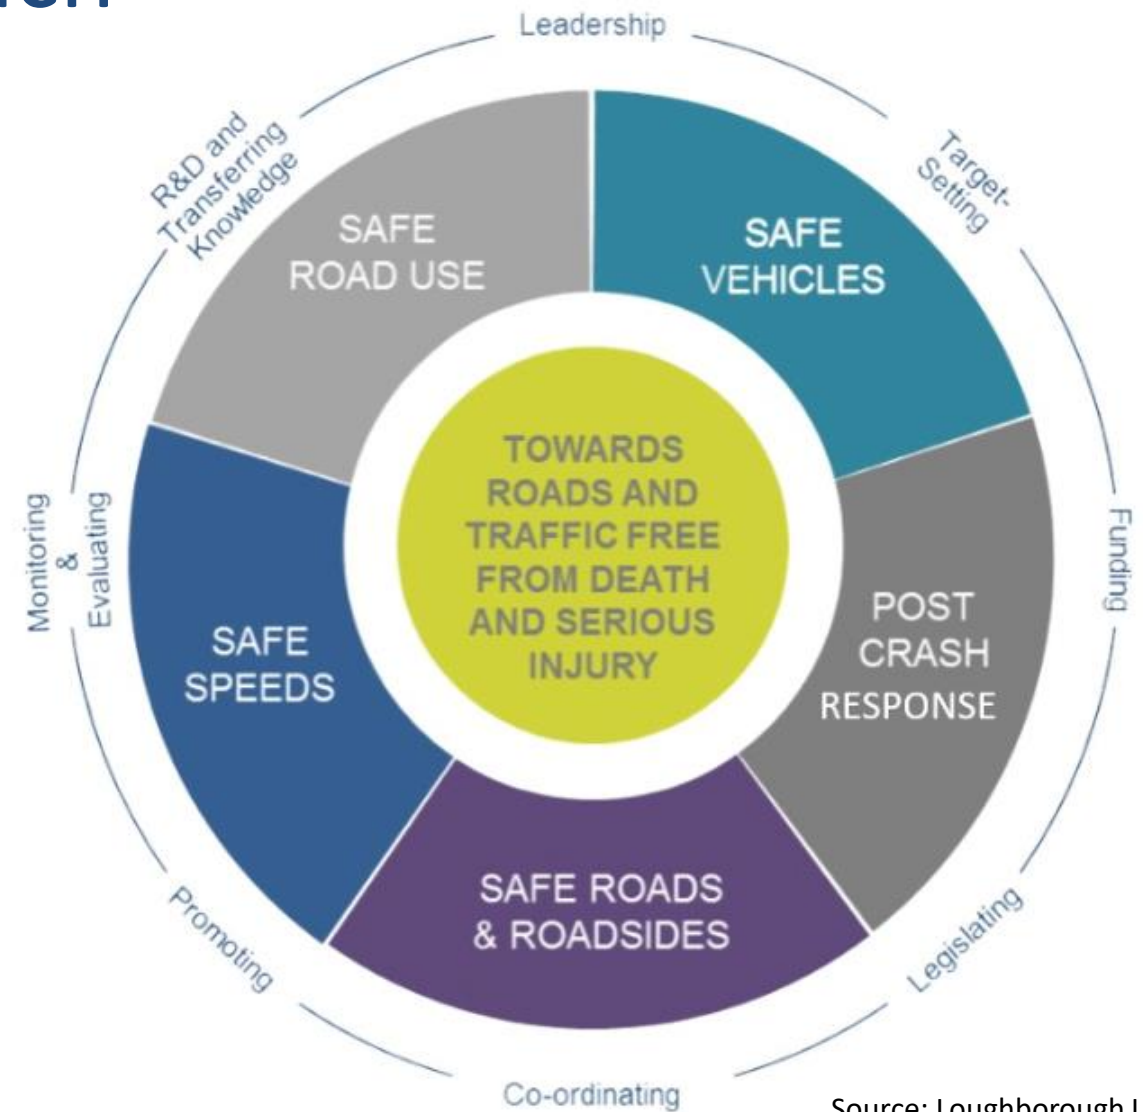 Leadership
Target-
Setting
Funding
Legislating
Co-ordinating
Promoting
Monitoring
&
Evaluating
R&D and
Transferring
Knowledge
SAFE
VEHICLES
POST
CRASH
RESPONSE
SAFE ROADS
& ROADSIDES
SAFE
SPEEDS
SAFE
ROAD USE
TOWARDS
ROADS AND
TRAFFIC FREE
FROM DEATH
AND SERIOUS
INJURY
Source: Loughborough